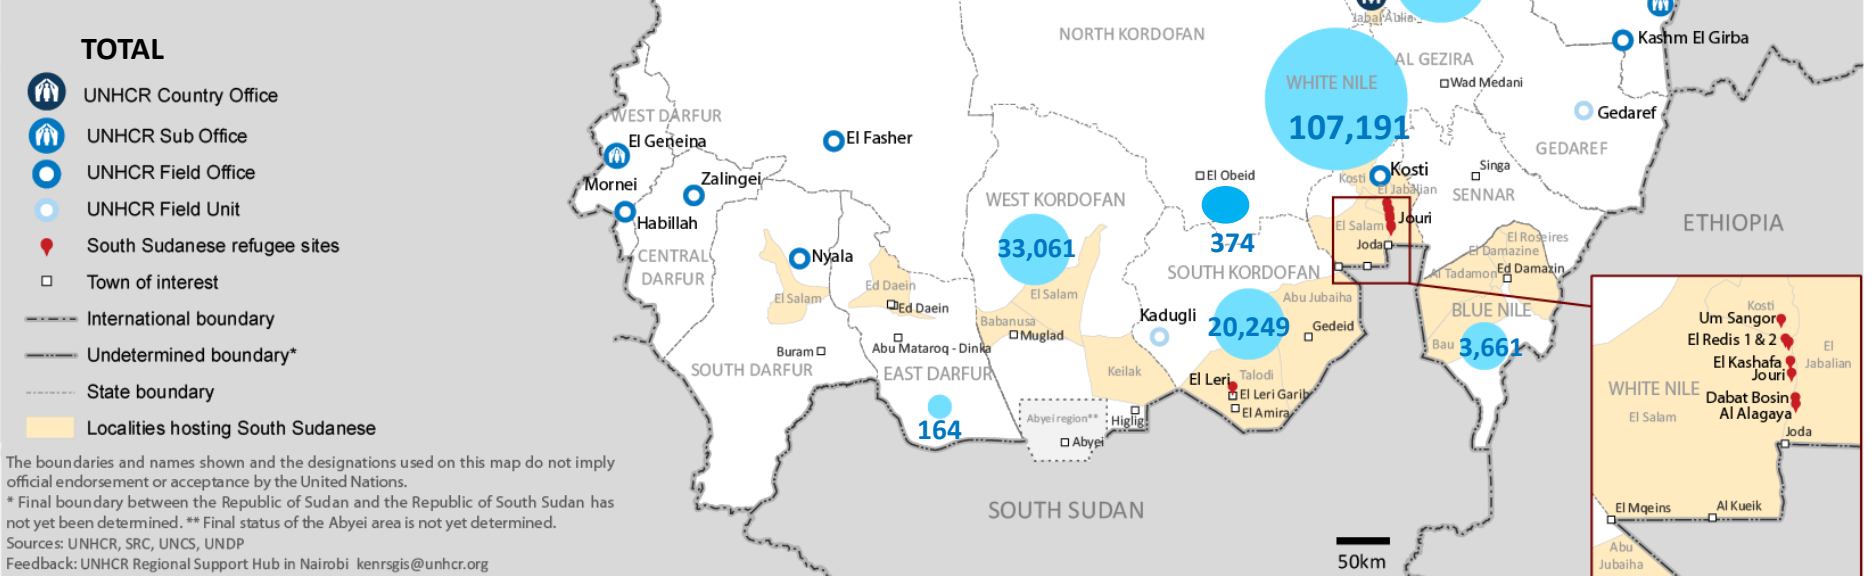 TOTAL
UNHCR Country Office
UNHCR Sub Office
UNHCR Field Office
UNHCR Field Unit
South Sudanese refugee sites
Town of interest
International boundary
Undetermined boundary*
State boundary
Localities hosting South Sudanese
The boundaries and names shown and the designations used on this map do not imply
official endorsement or acceptance by the United Nations.
* Final boundary between the Republic of Sudan and the Republic of South Sudan has
not yet been determined. ** Final status of the Abyei area is not yet determined.
Sources: UNHCR, SRC, UNCS, UNDP
Feedback: UNHCR Regional Support Hub in Nairobi kenrsgis@unhcr.org
Jabal Aulia
NORTH KORDOFAN
Kashm El Girba
AL GEZIRA
WHITE NILE
107,191
Wad Medani
Gedaref
GEDAREF
WEST DARFUR
El Geneina
El Fasher
Mornei
Zalingei
Habillah
CENTRAL
DARFUR
Nyala
El Salam
Ed Daein
Ed Daein
Buram
Abu Mataroq - Dinka
SOUTH DARFUR
EAST DARFUR
164
WEST KORDOFAN
33,061
El Salam
Babanusa
Muglad
Keilak
Abyei region**
Abyei
Higlig
El Obeid
374
SOUTH KORDOFAN
Kadugli
20,249
Abu Jubaiha
Gedeid
El Leri
Talodi
El Leri Garib
El Amira
Kosti
Kosti
El Jabalian
Singa
SENNAR
Jouri
El Salam
Joda
El Roseires
El Damazine
Al Tadamon
Ed Damazin
BLUE NILE
Bau
3,661
ETHIOPIA
SOUTH SUDAN
50km
Kosti
Um Sangor
El Redis 1 & 2
El Kashafa
Jouri
El
Jabalian
WHITE NILE
Dabat Bosin
El Salam
Al Alagaya
Joda
El Mqeins
Al Kueik
Abu
Jubaiha